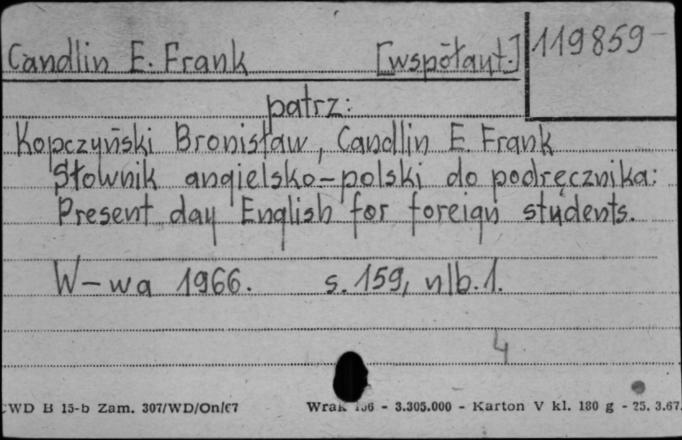 Candlin E. Frank [współaut.] 119859-
patrz:
Kopczyński Bronisław, Candlin E. Frank
Słownik angielsko-polski do podręcznika:
Present day English for foreign students.
W-wa 1966. s. 159, nlb. 1.
4
CWD B 15-b Zam. 307/WD/On/67 - 3.305.000 - Karton V kl. 180 g - 25. 3.67.